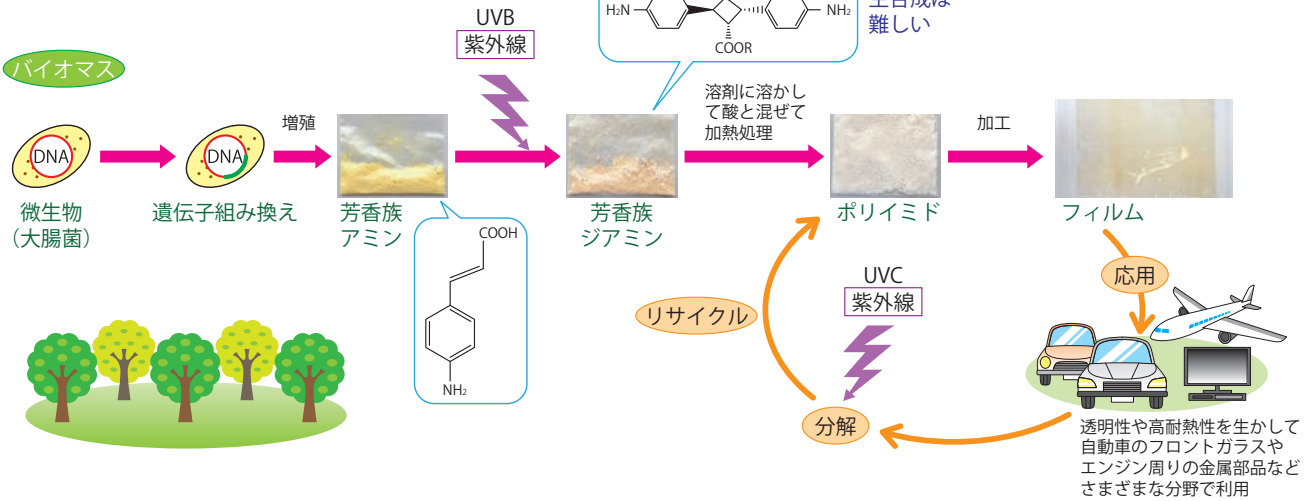 H₂N
NH₂
COOR
難しい
UVB
紫外線
バイオマス
溶剤に溶かし
て酸と混ぜて
加熱処理
増殖
加工
DNA
DNA
微生物
（大腸菌）
遺伝子組み換え
芳香族
アミン
芳香族
ジアミン
ポリイミド
フィルム
COOH
NH₂
UVC
紫外線
リサイクル
応用
分解
透明性や高耐熱性を生かして
自動車のフロントガラスや
エンジン周りの金属部品など
さまざまな分野で利用